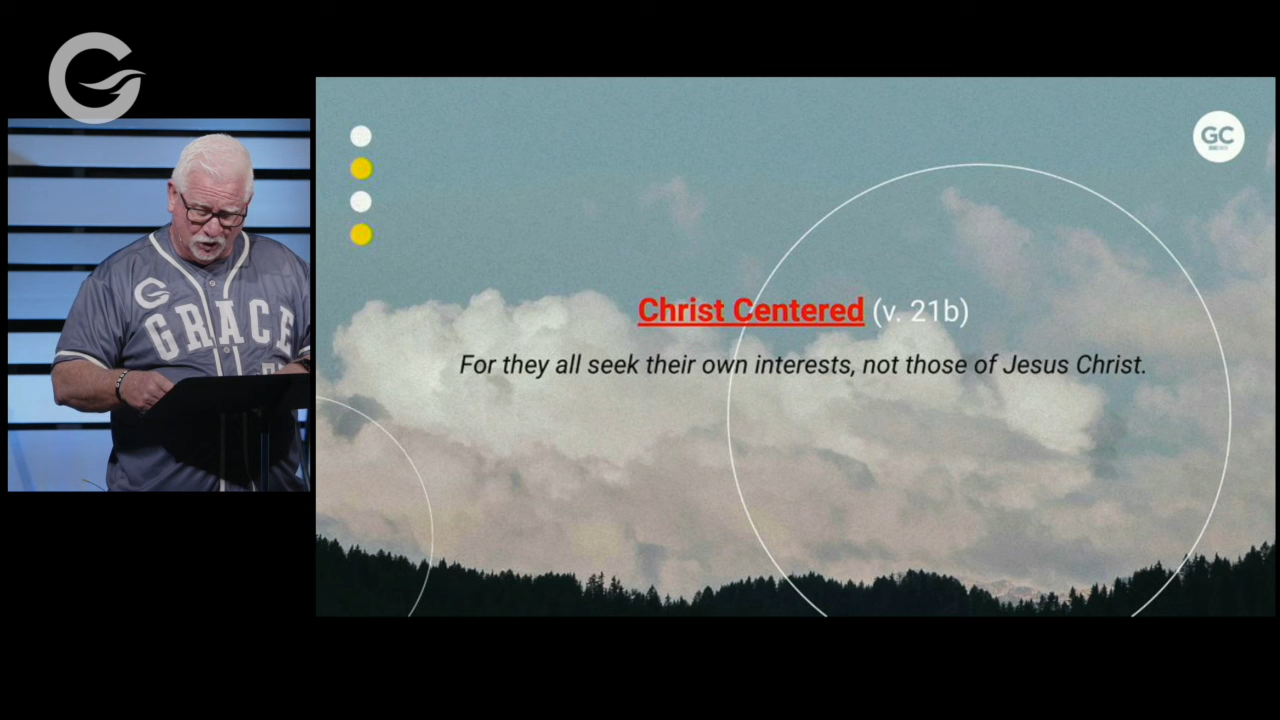 GRACE
GC
Christ Centered (v. 21b)
For they all seek their own interests, not those of Jesus Christ.